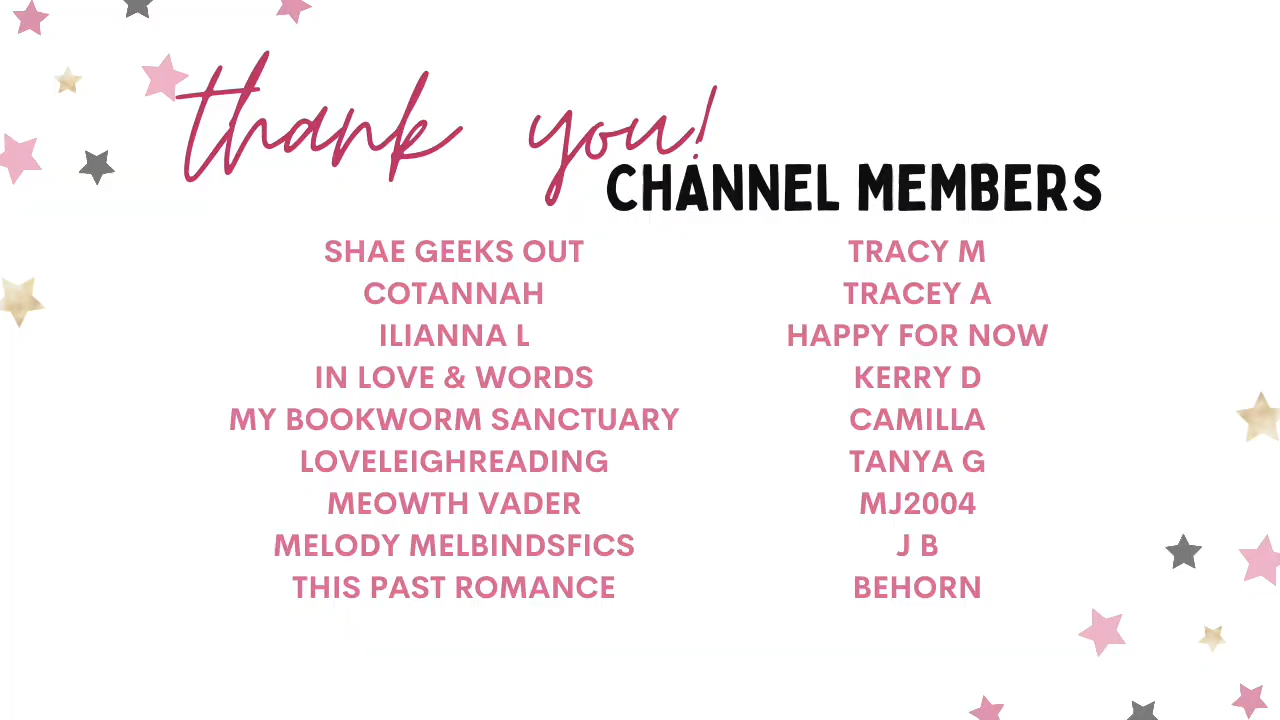 thank you!
CHANNEL MEMBERS
SHAE GEEKS OUT
COTANNAH
ILIANNA L
IN LOVE & WORDS
MY BOOKWORM SANCTUARY
LOVELEIGHREADING
MEOWTH VADER
MELODY MELBINDSFICS
THIS PAST ROMANCE
TRACY M
TRACEY A
HAPPY FOR NOW
KERRY D
CAMILLA
TANYA G
MJ2004
J B
BEHORN